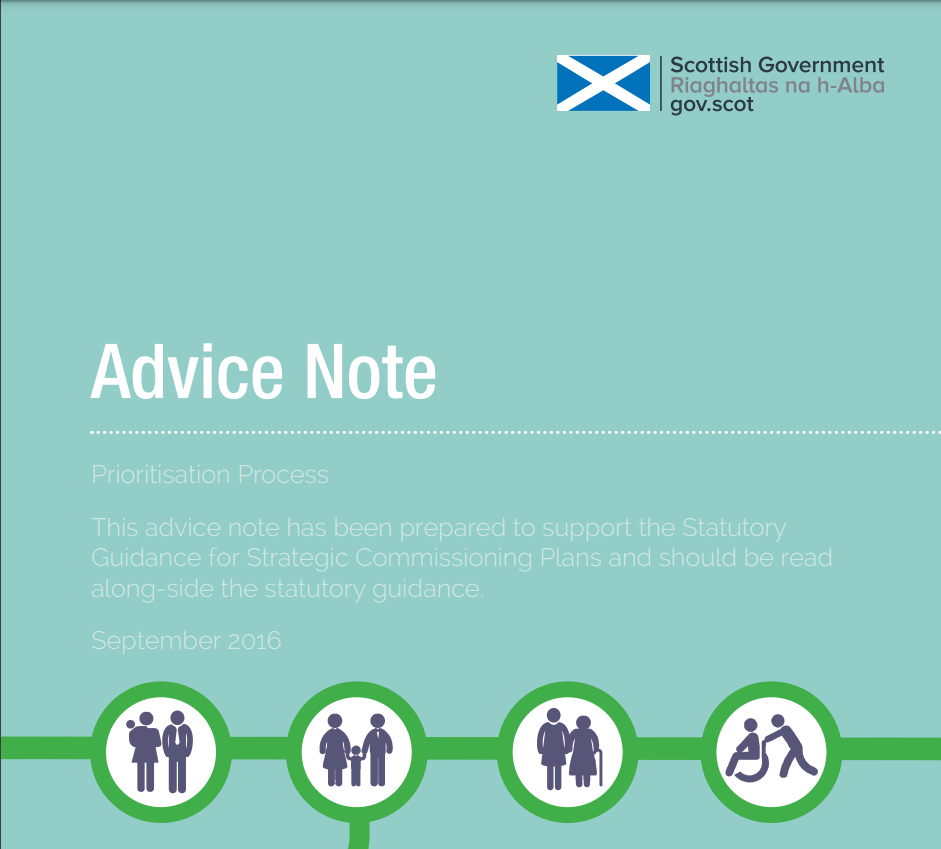 Scottish Government
Riaghaltas na h-Alba
gov.scot
Advice Note
Prioritisation Process
This advice note has been prepared to support the Statutory
Guidance for Strategic Commissioning Plans and should be read
along-side the statutory guidance.
September 2016